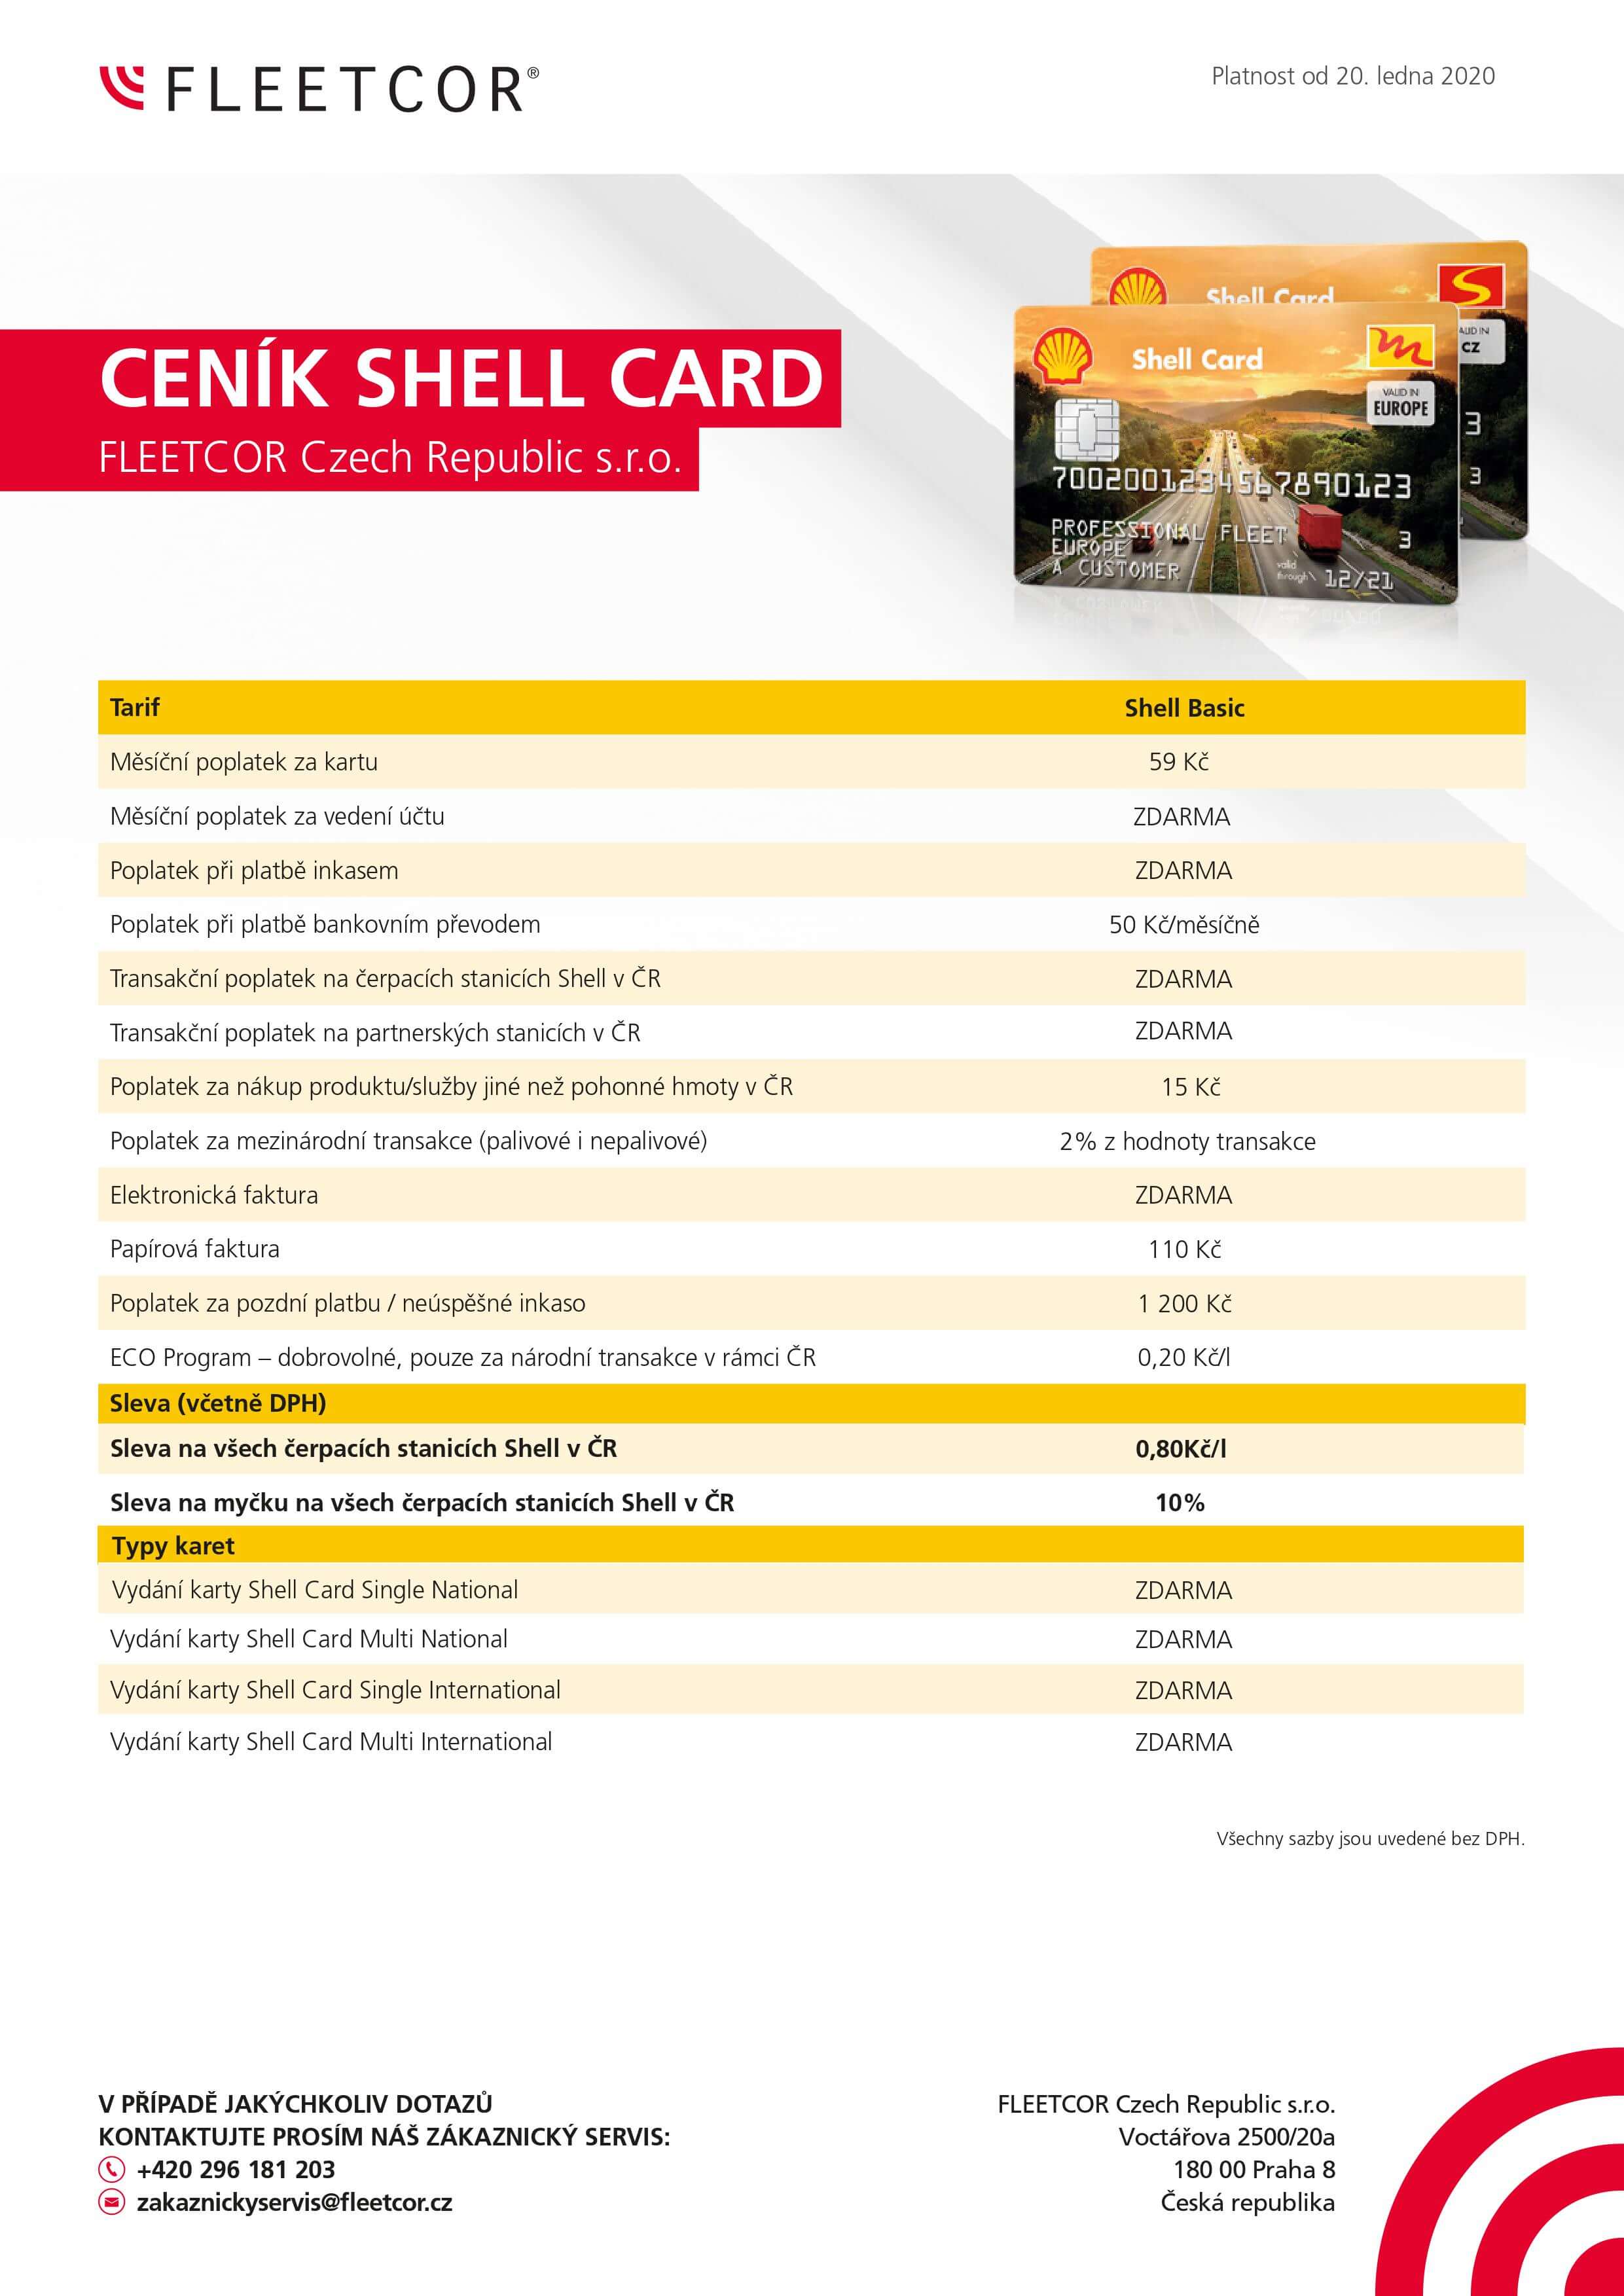 FLEETCOR®
Platnost od 20. ledna 2020
Shell Card
VALID IN
CZ
3
3
Shell Card
VALID IN
EUROPE
7002001234567890123
PROFESSIONAL FLEET
EUROPE
3
A CUSTOMER
valid
through
12/21
CENÍK SHELL CARD
FLEETCOR Czech Republic s.r.o.
Tarif Shell Basic
Měsíční poplatek za kartu 59 Kč
Měsíční poplatek za vedení účtu ZDARMA
Poplatek při platbě inkasem ZDARMA
Poplatek při platbě bankovním převodem 50 Kč/měsíčně
Transakční poplatek na čerpacích stanicích Shell v ČR ZDARMA
Transakční poplatek na partnerských stanicích v ČR ZDARMA
Poplatek za nákup produktu/služby jiné než pohonné hmoty v ČR 15 Kč
Poplatek za mezinárodní transakce (palivové i nepalivové) 2% z hodnoty transakce
Elektronická faktura ZDARMA
Papírová faktura 110 Kč
Poplatek za pozdní platbu / neúspěšné inkaso 1 200 Kč
ECO Program – dobrovolné, pouze za národní transakce v rámci ČR 0,20 Kč/l
Sleva (včetně DPH)
Sleva na všech čerpacích stanicích Shell v ČR 0,80Kč/l
Sleva na myčku na všech čerpacích stanicích Shell v ČR 10%
Typy karet
Vydání karty Shell Card Single National ZDARMA
Vydání karty Shell Card Multi National ZDARMA
Vydání karty Shell Card Single International ZDARMA
Vydání karty Shell Card Multi International ZDARMA
Všechny sazby jsou uvedené bez DPH.
V PŘÍPADĚ JAKÝCHKOLIV DOTAZŮ
KONTAKTUJTE PROSÍM NÁŠ ZÁKAZNICKÝ SERVIS:
+420 296 181 203
zakaznickyservis@fleetcor.cz
FLEETCOR Czech Republic s.r.o.
Voctářova 2500/20a
180 00 Praha 8
Česká republika